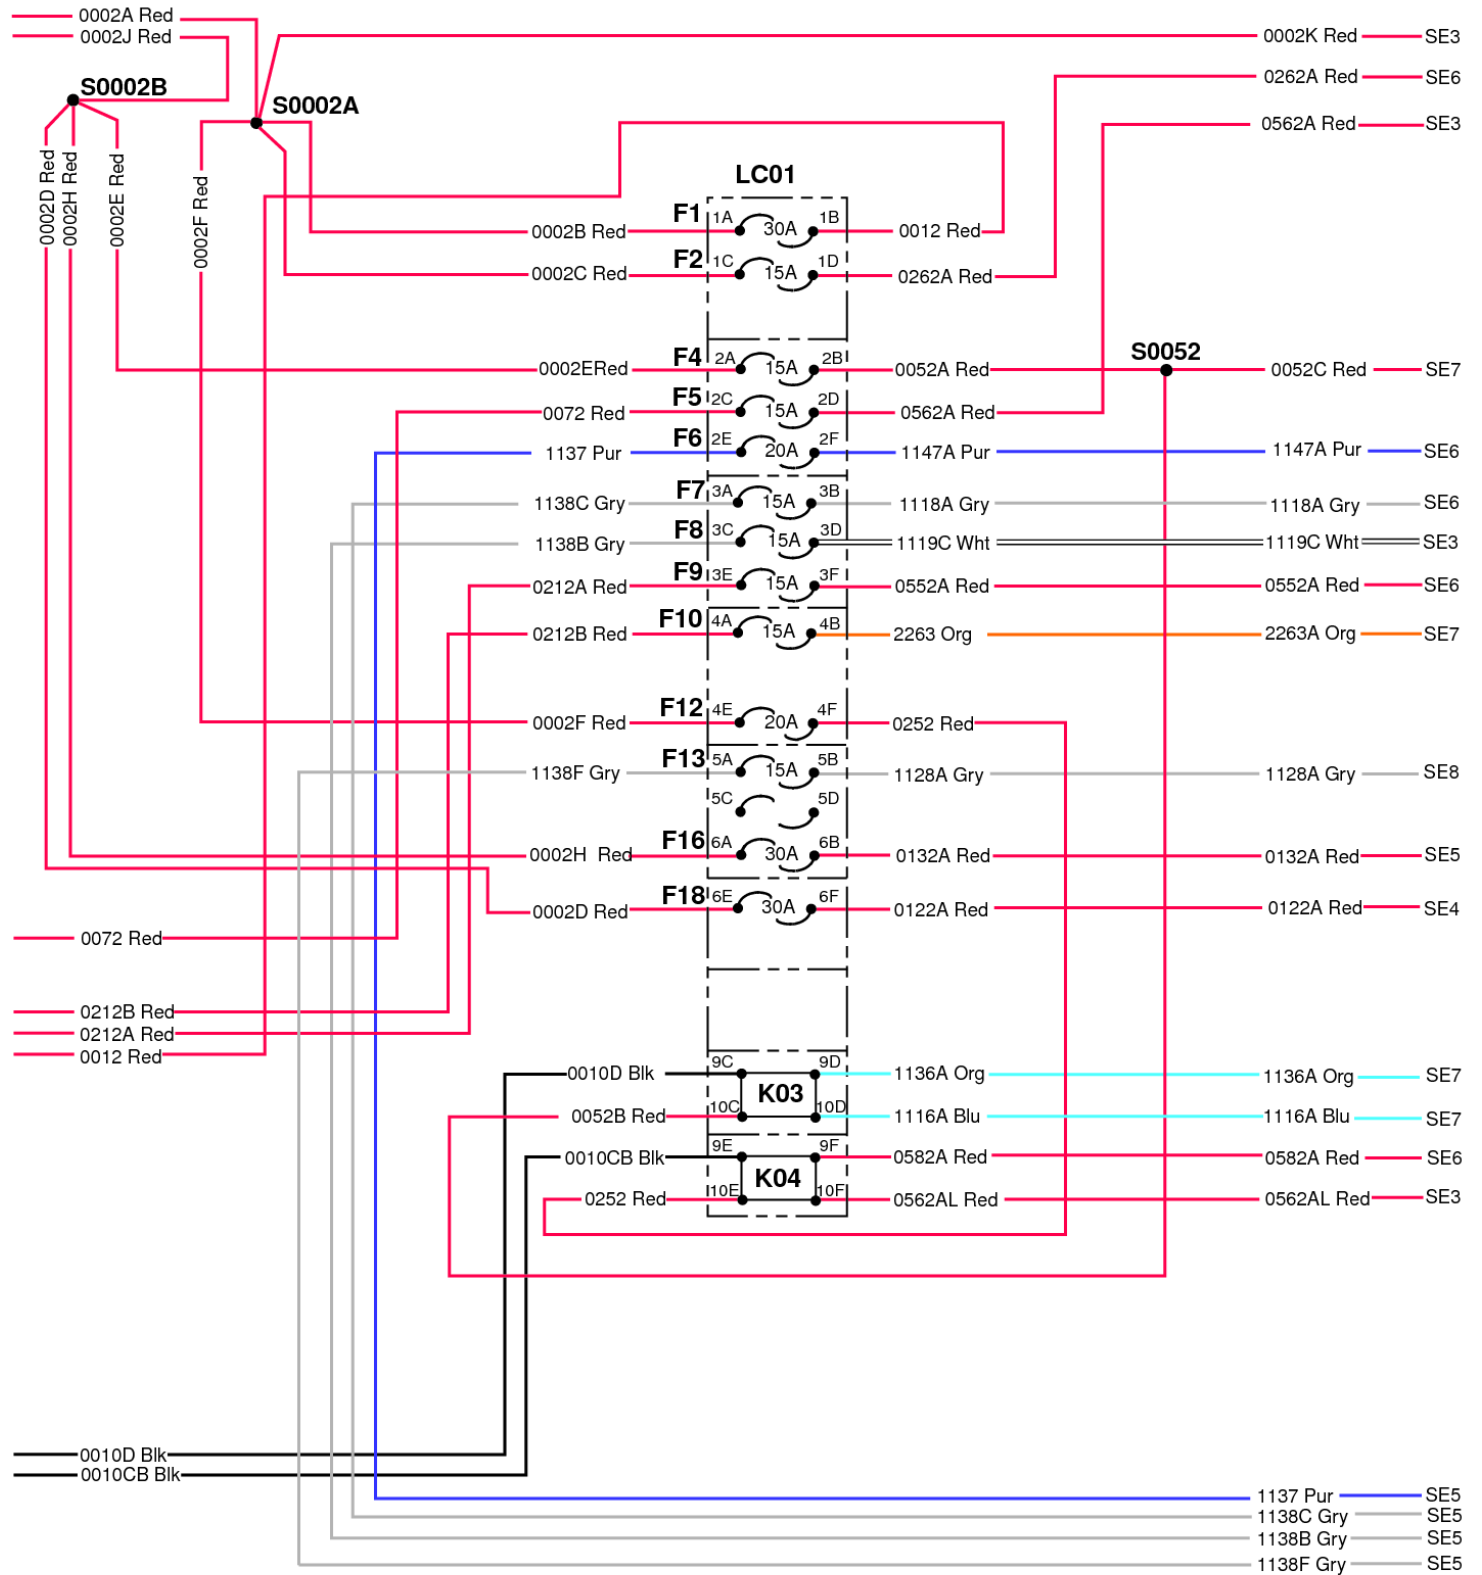 0002A Red
0002J Red
0002K Red SE3
0262A Red SE6
S0002B
S0002A
0562A Red SE3
0002D Red
0002H Red
0002E Red
0002F Red
LC01
0002B Red F1 1A 30A 1B 0012 Red
0002C Red F2 1C 15A 1D 0262A Red
S0052
0002ERed F4 2A 15A 2B 0052A Red 0052C Red SE7
0072 Red F5 2C 15A 2D 0562A Red
1137 Pur F6 2E 20A 2F 1147A Pur 1147A Pur SE6
1138C Gry F7 3A 15A 3B 1118A Gry 1118A Gry SE6
1138B Gry F8 3C 15A 3D 1119C Wht 1119C Wht SE3
0212A Red F9 3E 15A 3F 0552A Red 0552A Red SE6
0212B Red F10 4A 15A 4B 2263 Org 2263A Org SE7
0002F Red F12 4E 20A 4F 0252 Red
1138F Gry F13 5A 15A 5B 1128A Gry 1128A Gry SE8
5C 5D
0002H Red F16 6A 30A 6B 0132A Red 0132A Red SE5
0002D Red F18 6E 30A 6F 0122A Red 0122A Red SE4
0072 Red
0212B Red
0212A Red
0012 Red
0010D Blk 9C 9D 1136A Org 1136A Org SE7
K03
0052B Red 10C 10D 1116A Blu 1116A Blu SE7
0010CB Blk 9E 9F 0582A Red 0582A Red SE6
K04
0252 Red 10E 10F 0562AL Red 0562AL Red SE3
0010D Blk
0010CB Blk
1137 Pur SE5
1138C Gry SE5
1138B Gry SE5
1138F Gry SE5